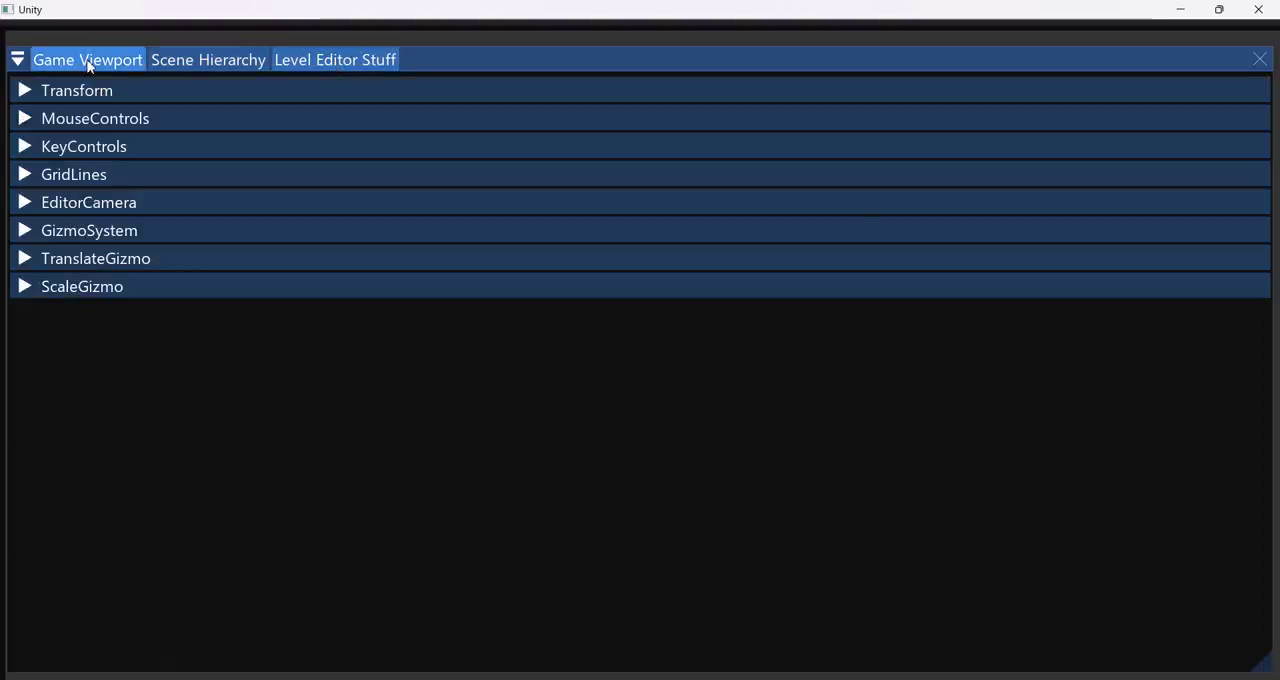 Unity
Game Viewport Scene Hierarchy Level Editor Stuff
Transform
MouseControls
KeyControls
GridLines
EditorCamera
GizmoSystem
TranslateGizmo
ScaleGizmo